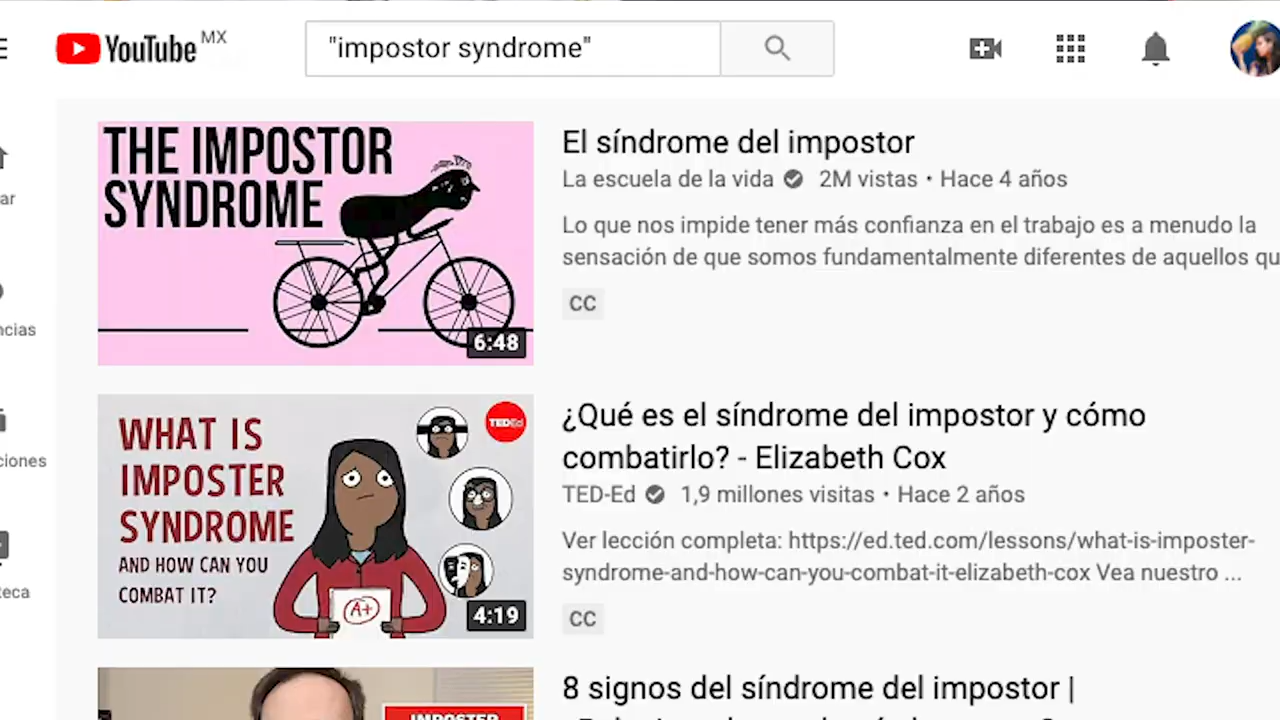 YouTube MX
"impostor syndrome"
THE IMPOSTOR
SYNDROME
6:48
El síndrome del impostor
La escuela de la vida 2M vistas • Hace 4 años
Lo que nos impide tener más confianza en el trabajo es a menudo la
sensación de que somos fundamentalmente diferentes de aquellos qu
CC
ar
ncias
ciones
teca
WHAT IS
IMPOSTER
SYNDROME
AND HOW CAN YOU
COMBAT IT?
TED-Ed
A+
4:19
¿Qué es el síndrome del impostor y cómo
combatirlo? - Elizabeth Cox
TED-Ed 1,9 millones visitas • Hace 2 años
Ver lección completa: https://ed.ted.com/lessons/what-is-imposter-
syndrome-and-how-can-you-combat-it-elizabeth-cox Vea nuestro ...
CC
IMPOSTER
8 signos del síndrome del impostor |